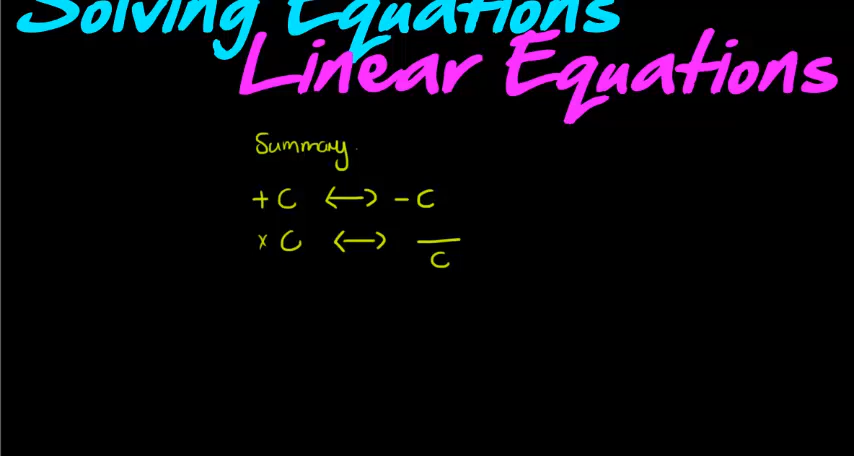 Solving Equations
Linear Equations
Summary
+ C ⟷ - C
× C ⟷ —
C